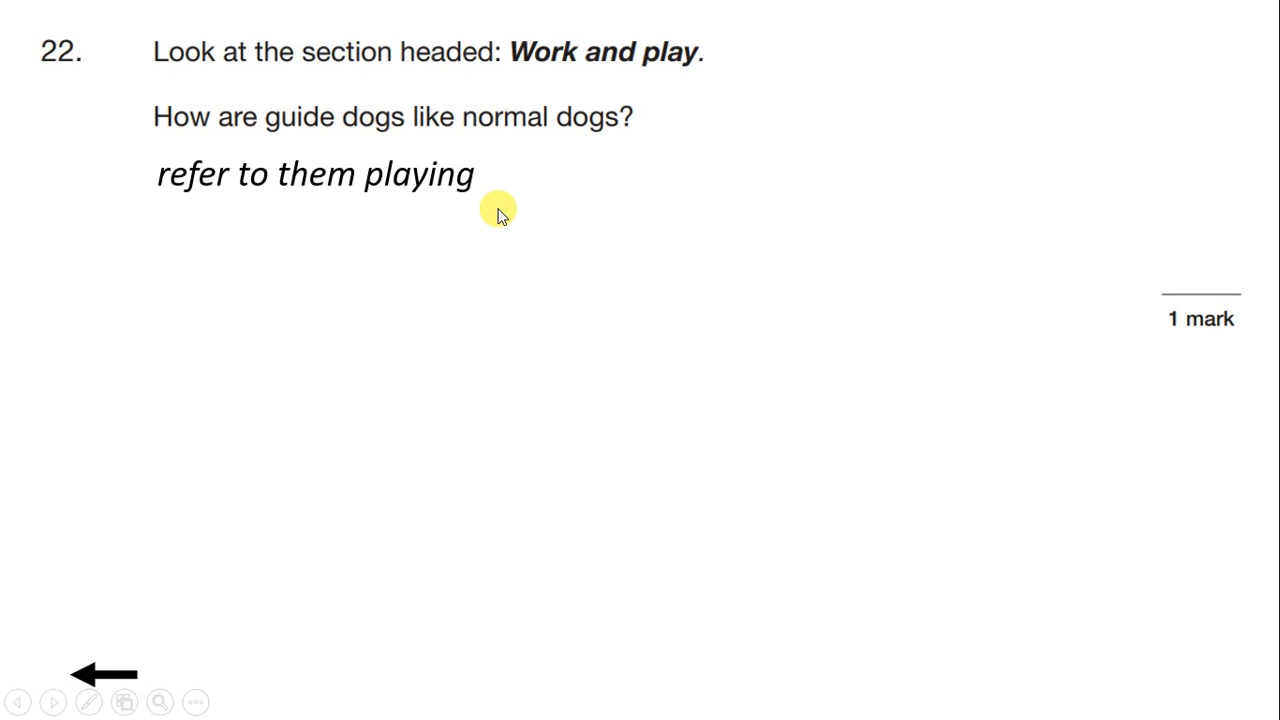 22. Look at the section headed: Work and play.
How are guide dogs like normal dogs?
refer to them playing
1 mark